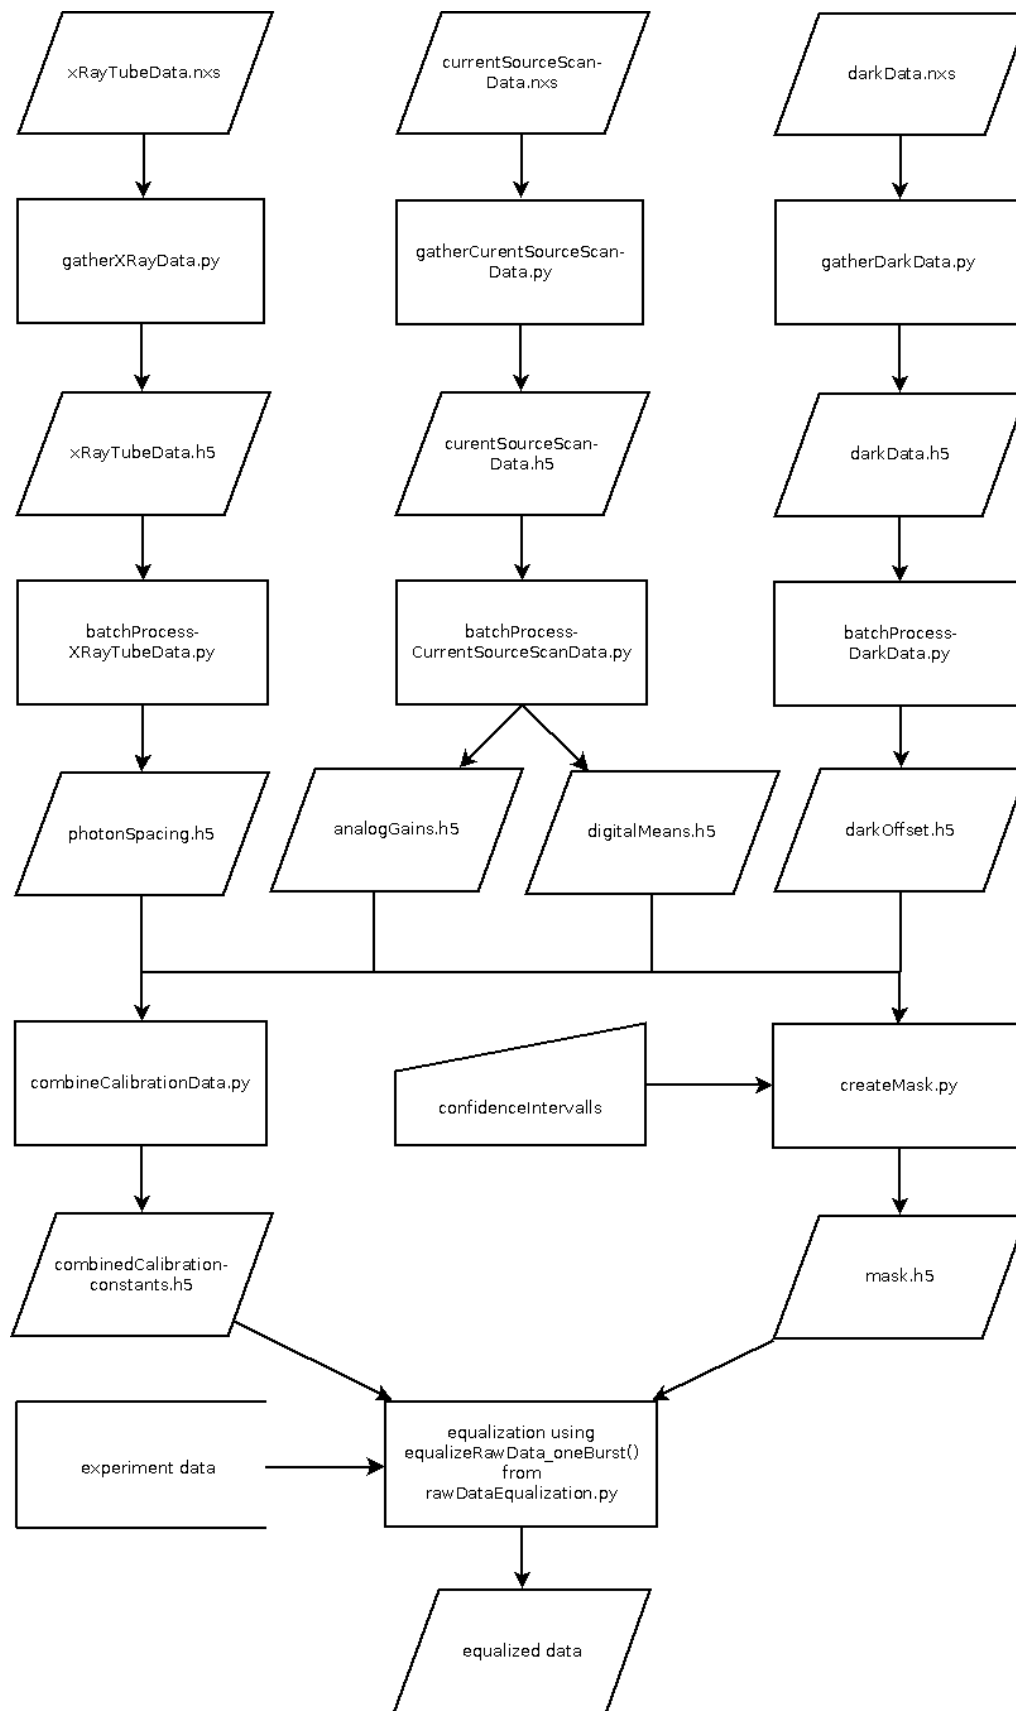 xRayTubeData.nxs
currentSourceScan-
Data.nxs
darkData.nxs
gatherXRayData.py
gatherCurentSourceScan-
Data.py
gatherDarkData.py
xRayTubeData.h5
curentSourceScan-
Data.h5
darkData.h5
batchProcess-
XRayTubeData.py
batchProcess-
CurrentSourceScanData.py
batchProcess-
DarkData.py
photonSpacing.h5
analogGains.h5
digitalMeans.h5
darkOffset.h5
combineCalibrationData.py
confidenceIntervalls
createMask.py
combinedCalibration-
constants.h5
mask.h5
experiment data
equalization using
equalizeRawData_oneBurst()
from
rawDataEqualization.py
equalized data